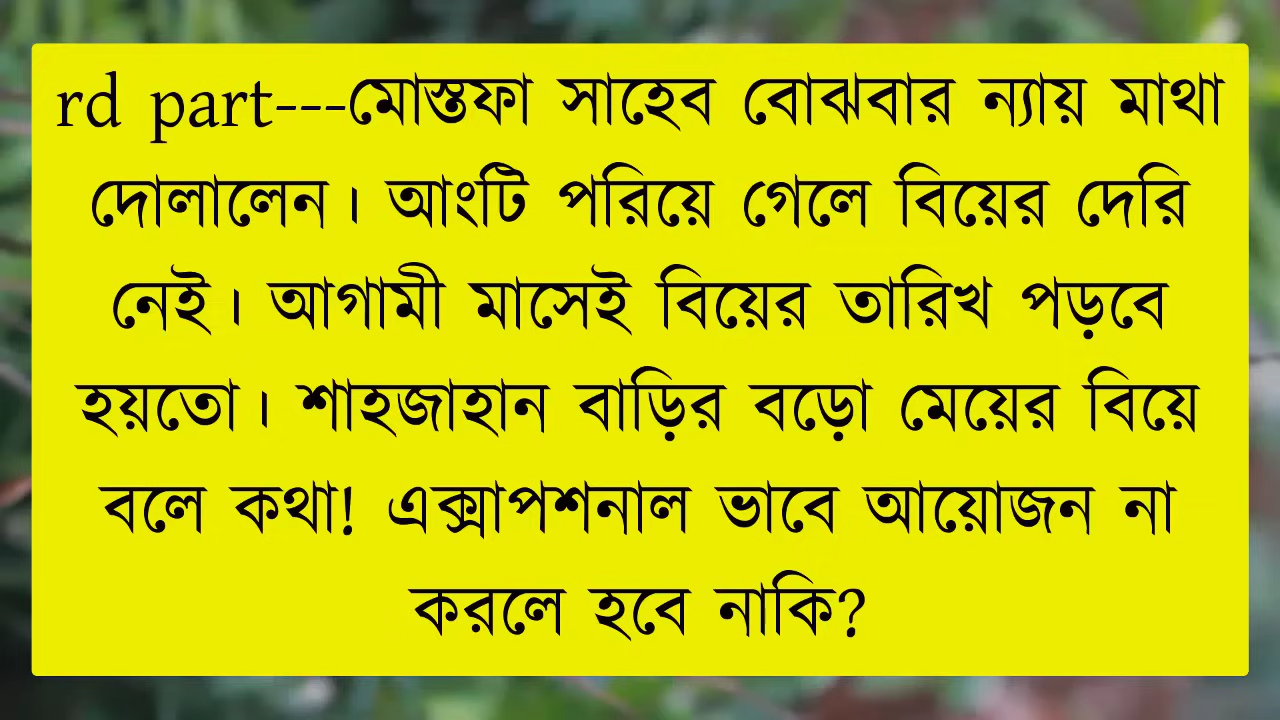 rd part---মোস্তফা সাহেব বোঝবার ন্যায় মাথা
দোলালেন। আংটি পরিয়ে গেলে বিয়ের দেরি
নেই। আগামী মাসেই বিয়ের তারিখ পড়বে
হয়তো। শাহজাহান বাড়ির বড়ো মেয়ের বিয়ে
বলে কথা! এক্সাপশনাল ভাবে আয়োজন না
করলে হবে নাকি?